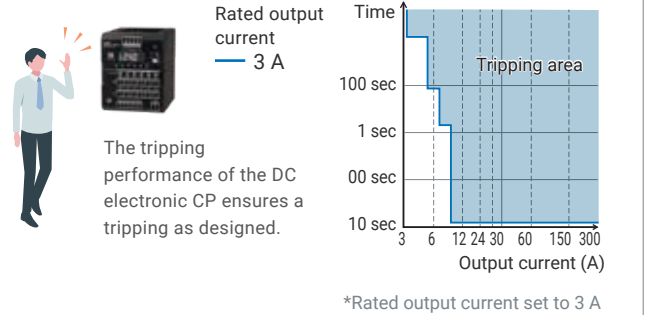 Rated output
current
3 A
The tripping
performance of the DC
electronic CP ensures a
tripping as designed.
Time
Tripping area
100 sec
1 sec
00 sec
10 sec
3 6 12 24 30 60 150 300
Output current (A)
*Rated output current set to 3 A